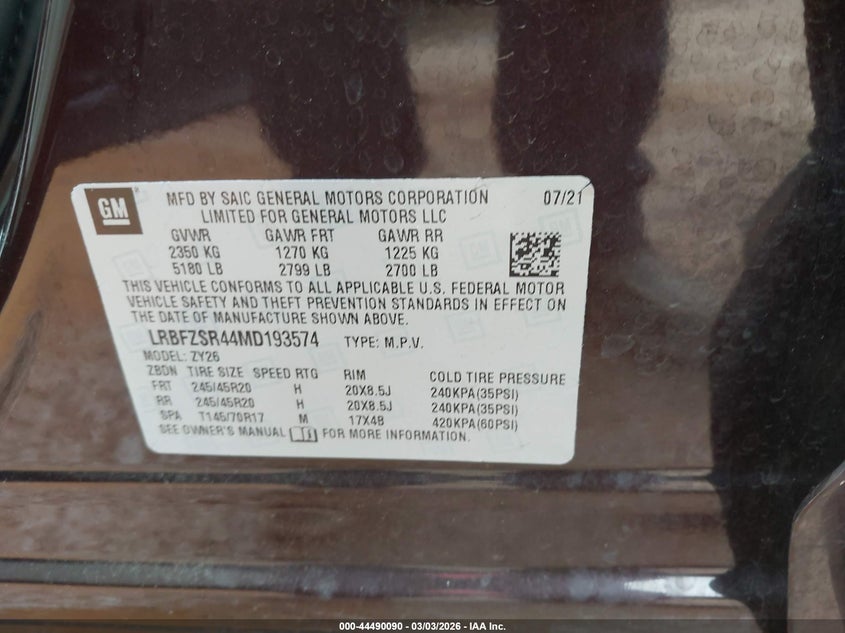 GM
MFD BY SAIC GENERAL MOTORS CORPORATION 07/21
LIMITED FOR GENERAL MOTORS LLC
GVWR GAWR FRT GAWR RR
2350 KG 1270 KG 1225 KG
5180 LB 2799 LB 2700 LB
THIS VEHICLE CONFORMS TO ALL APPLICABLE U.S. FEDERAL MOTOR
VEHICLE SAFETY AND THEFT PREVENTION STANDARDS IN EFFECT ON
THE DATE OF MANUFACTURE SHOWN ABOVE.
LRBFZSR44MD193574 TYPE: M.P.V.
MODEL: ZY26
ZBDN TIRE SIZE SPEED RTG RIM COLD TIRE PRESSURE
FRT 245/45R20 H 20X8.5J 240KPA(35PSI)
RR 245/45R20 H 20X8.5J 240KPA(35PSI)
SPA T145/70R17 M 17X4B 420KPA(60PSI)
SEE OWNER'S MANUAL FOR MORE INFORMATION.
000-44490090 — 03/03/2026 — IAA Inc.